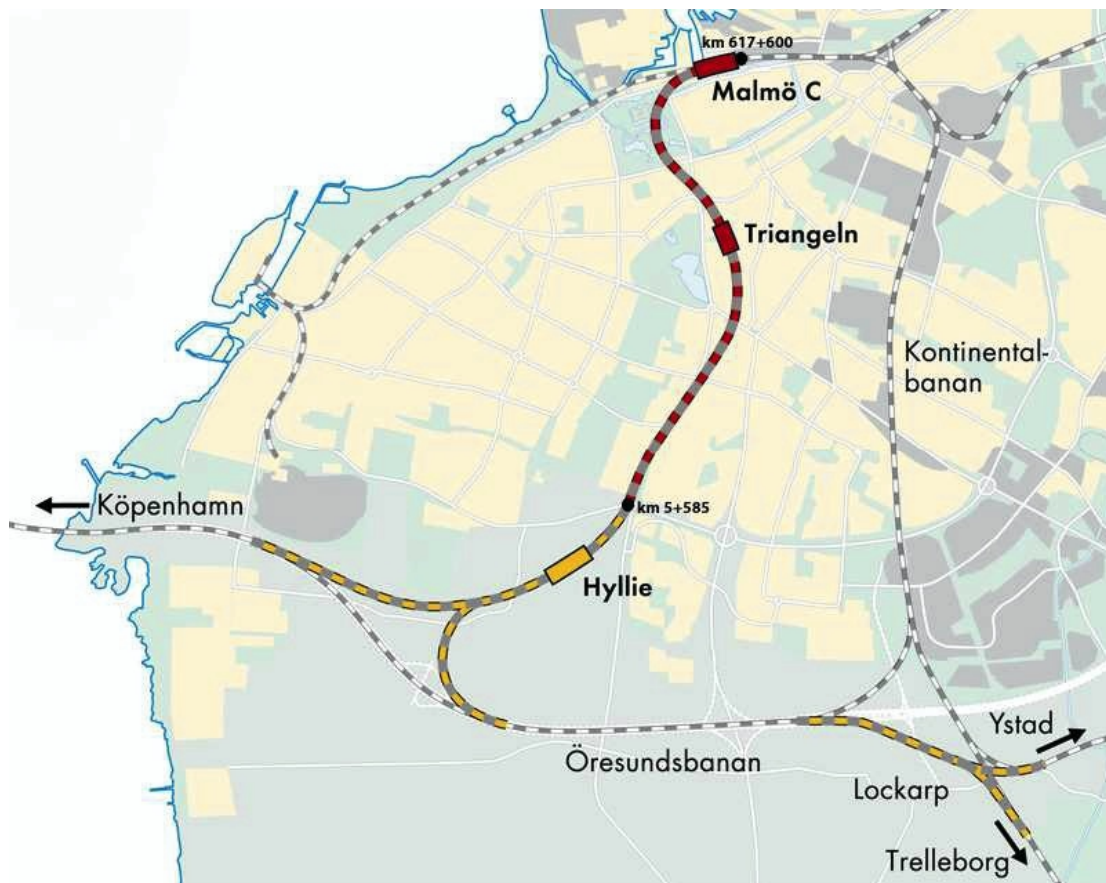 km 617+600
Malmö C
Triangeln
Kontinental-
banan
Köpenhamn
km 5+585
Hyllie
Ystad
Öresundsbanan
Lockarp
Trelleborg